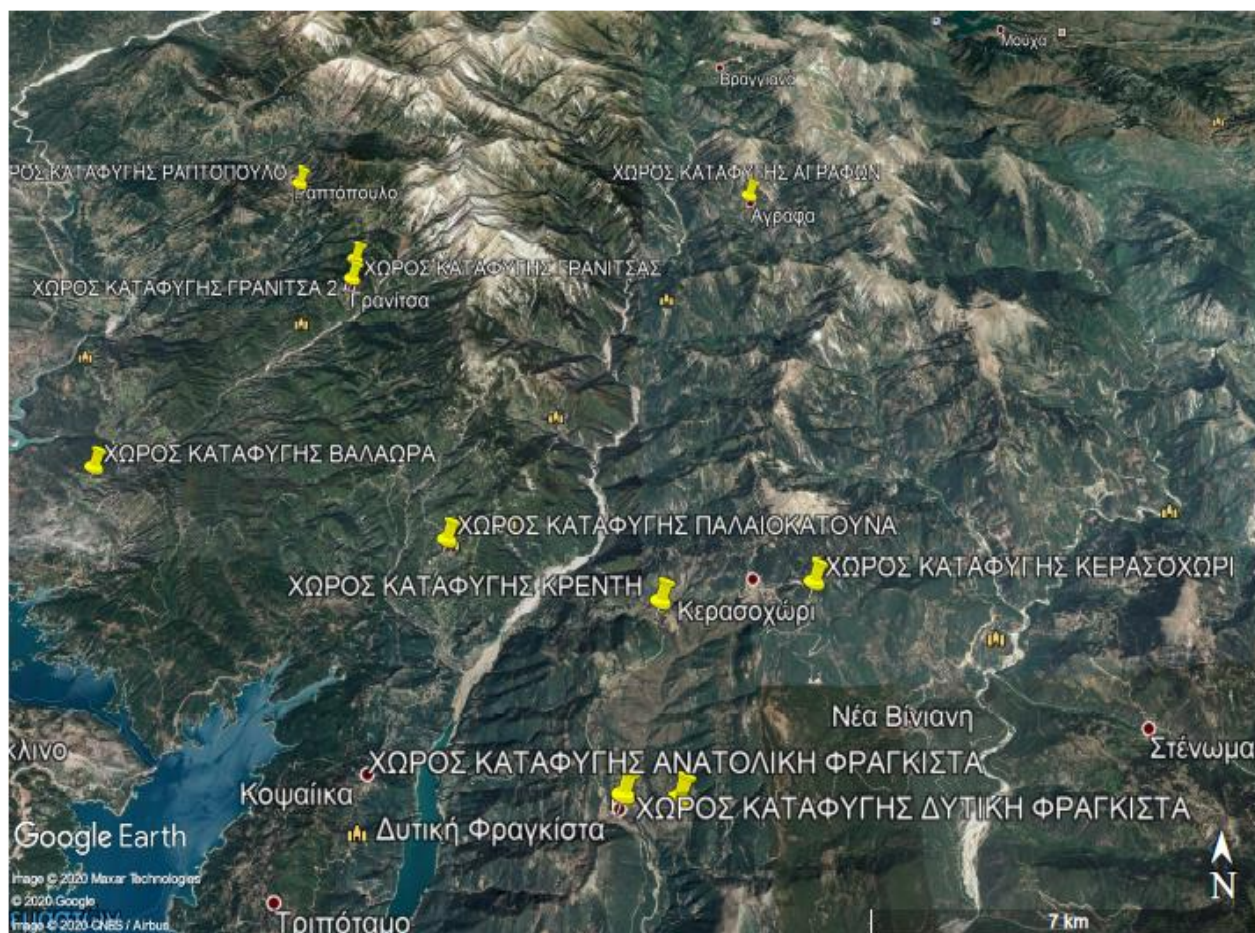 Μούχα
Βραγγιανά
ΡΟΣ ΚΑΤΑΦΥΓΗΣ ΡΑΠΤΟΠΟΥΛΟ
ΧΩΡΟΣ ΚΑΤΑΦΥΓΗΣ ΑΓΡΑΦΩΝ
Ραπτόπουλο
Άγραφα
ΧΩΡΟΣ ΚΑΤΑΦΥΓΗΣ ΓΡΑΝΙΤΣΑΣ
ΧΩΡΟΣ ΚΑΤΑΦΥΓΗΣ ΓΡΑΝΙΤΣΑ 2
Γρανίτσα
ΧΩΡΟΣ ΚΑΤΑΦΥΓΗΣ ΒΑΛΑΩΡΑ
ΧΩΡΟΣ ΚΑΤΑΦΥΓΗΣ ΠΑΛΑΙΟΚΑΤΟΥΝΑ
ΧΩΡΟΣ ΚΑΤΑΦΥΓΗΣ ΚΕΡΑΣΟΧΩΡΙ
ΧΩΡΟΣ ΚΑΤΑΦΥΓΗΣ ΚΡΕΝΤΗ
Κερασοχώρι
Νέα Βίνιανη
Στένωμα
κλινο
ΧΩΡΟΣ ΚΑΤΑΦΥΓΗΣ ΑΝΑΤΟΛΙΚΗ ΦΡΑΓΚΙΣΤΑ
Κοψαίικα
ΧΩΡΟΣ ΚΑΤΑΦΥΓΗΣ ΔΥΤΙΚΗ ΦΡΑΓΚΙΣΤΑ
Δυτική Φραγκίστα
Google Earth
Image © 2020 Maxar Technologies
© 2020 Google
Image © 2020 CNES / Airbus
Τριπόταμο
N
7 km